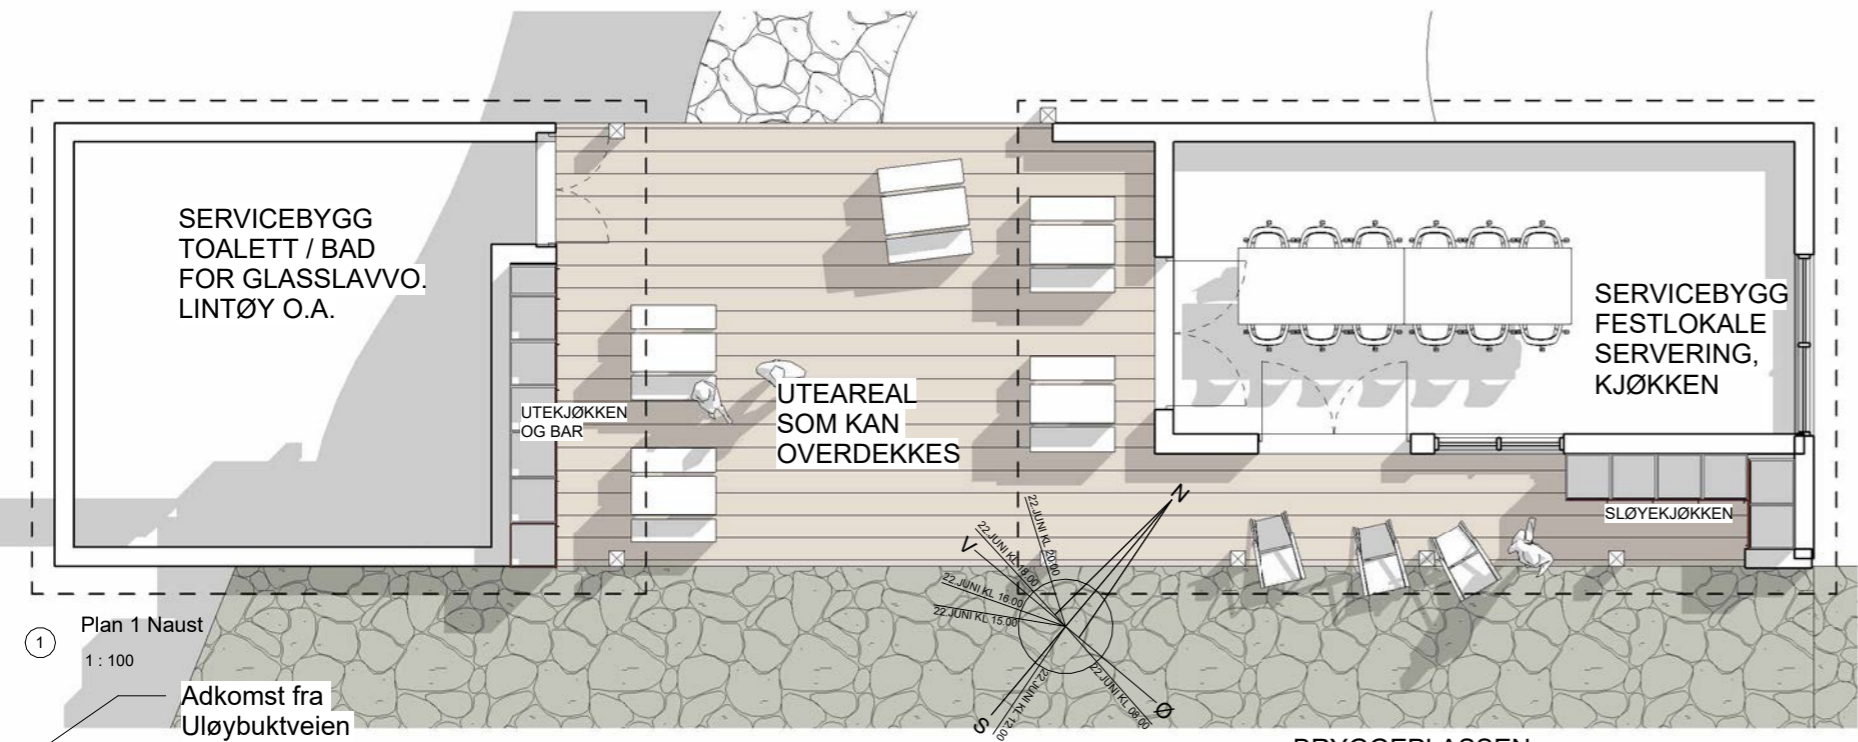 SERVICEBYGG
TOALETT / BAD
FOR GLASSLAVVO.
LINTØY O.A.
UTEKJØKKEN
OG BAR
UTEAREAL
SOM KAN
OVERDEKKES
SERVICEBYGG
FESTLOKALE
SERVERING,
KJØKKEN
SLØYEKJØKKEN
N
22.JUNI KL 20:00
22.JUNI KL 18.00
V
22.JUNI KL 16.00
22.JUNI KL 15.00
22.JUNI KL 12.00
22.JUNI KL 08.00
S
Ø
1
Plan 1 Naust
1 : 100
Adkomst fra
Uløybuktveien
BRYGGEPLASSEN